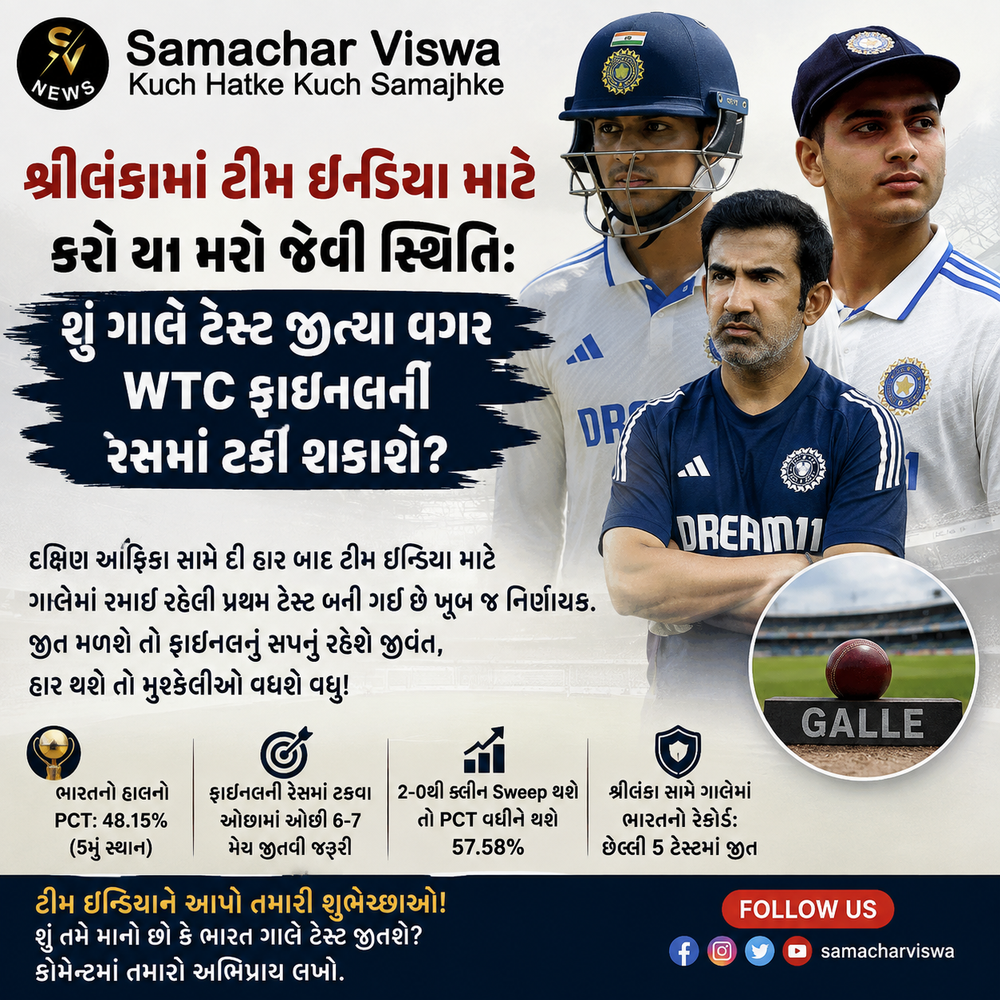 SV
NEWS
Samachar Viswa
Kuch Hatke Kuch Samajhke
શ્રીલંકામાં ટીમ ઈન્ડિયા માટે
કરો યા મરો જેવી સ્થિતિ:
શું ગાલે ટેસ્ટ જીત્યા વગર
WTC ફાઇનલની
રેસમાં ટકી શકાશે?
DREAM11
દક્ષિણ આફ્રિકા સામે દી હાર બાદ ટીમ ઈન્ડિયા માટે
ગાલેમાં રમાઈ રહેલી પ્રથમ ટેસ્ટ બની ગઈ છે ખૂબ જ નિર્ણાયક.
જીત મળશે તો ફાઈનલનું સપનું રહેશે જીવંત,
હાર થશે તો મુશ્કેલીઓ વધશે વધુ!
GALLE
ભારતનો હાલનો
PCT: 48.15%
(5મું સ્થાન)
ફાઈનલની રેસમાં ટકવા
ઓછામાં ઓછી 6-7
મેચ જીતવી જરૂરી
2-0થી ક્લીન Sweep થશે
તો PCT વધીને થશે
57.58%
શ્રીલંકા સામે ગાલેમાં
ભારતનો રેકોર્ડ:
છેલ્લી 5 ટેસ્ટમાં જીત
ટીમ ઈન્ડિયાને આપો તમારી શુભેચ્છાઓ!
શું તમે માનો છો કે ભારત ગાલે ટેસ્ટ જીતશે?
કોમેન્ટમાં તમારો અભિપ્રાય લખો.
FOLLOW US
samacharviswa